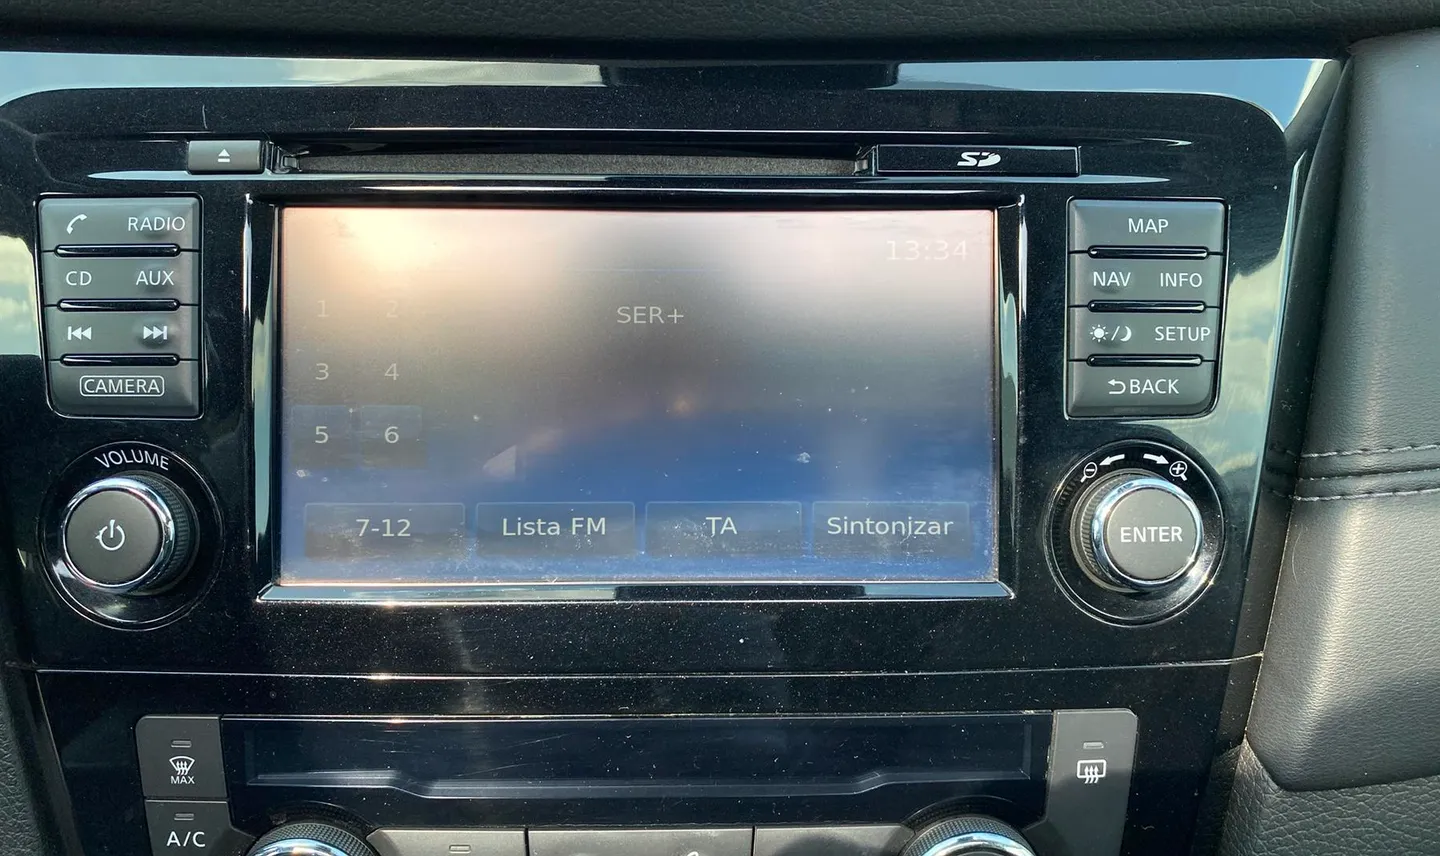 SD
RADIO
CD AUX
CAMERA
VOLUME
13:34
1 2
SER+
3 4
5 6
7-12 Lista FM TA Sintonizar
MAP
NAV INFO
SETUP
BACK
ENTER
MAX
A/C